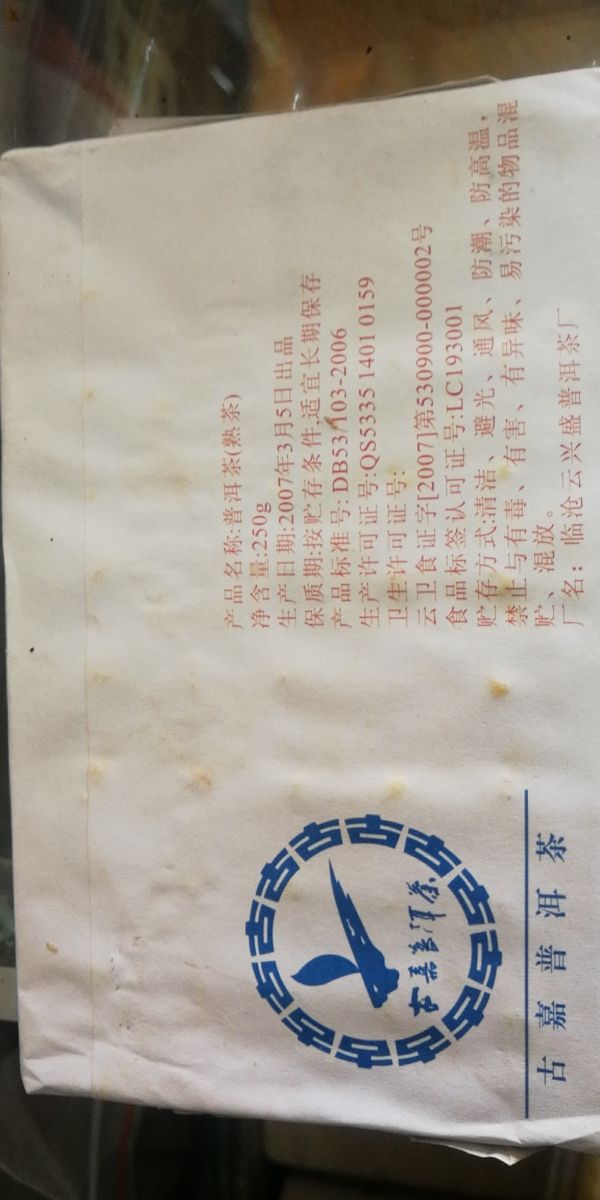 产品名称:普洱茶(熟茶)
净含量:250g
生产日期:2007年3月5日出品
保质期:按贮存条件,适宜长期保存
产品标准号:DB53/103-2006
生产许可证号:QS5335 1401 0159
卫生许可证号:
云卫食证字[2007]第530900-000002号
食品标签认可证号:LC193001
贮存方式:清洁、避光、通风、防潮、防高温,
禁止与有毒、有害、有异味、易污染的物品混
贮、混放。
厂名:临沧云兴盛普洱茶厂
古嘉普洱茶
古嘉普洱茶